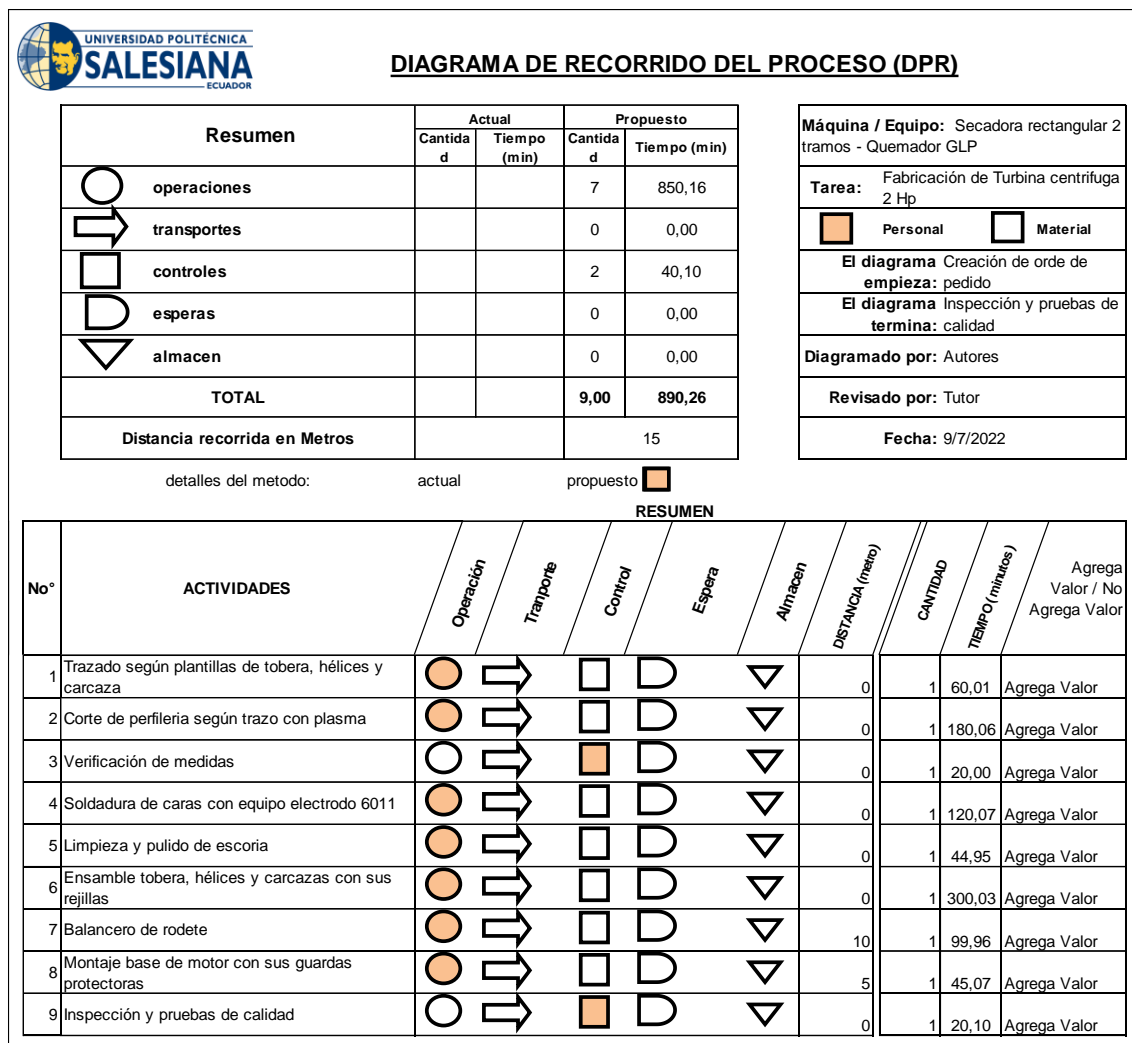 UNIVERSIDAD POLITÉCNICA
SALESIANA
ECUADOR
DIAGRAMA DE RECORRIDO DEL PROCESO (DPR)
Resumen
Actual
Propuesto
Cantida
d
Tiempo
(min)
Cantida
d
Tiempo (min)
operaciones 7 850,16
transportes 0 0,00
controles 2 40,10
esperas 0 0,00
almacen 0 0,00
TOTAL 9,00 890,26
Distancia recorrida en Metros 15
Máquina / Equipo: Secadora rectangular 2
tramos - Quemador GLP
Tarea: Fabricación de Turbina centrifuga
2 Hp
Personal Material
El diagrama Creación de orde de
empieza: pedido
El diagrama Inspección y pruebas de
termina: calidad
Diagramado por: Autores
Revisado por: Tutor
Fecha: 9/7/2022
detalles del metodo: actual propuesto
RESUMEN
No°
ACTIVIDADES
Operación
Tranporte
Control
Espera
Almacen
DISTANCIA (metro)
CANTIDAD
TIEMPO ( minutos )
Agrega
Valor / No
Agrega Valor
1 Trazado según plantillas de tobera, hélices y
carcaza 0 1 60,01 Agrega Valor
2 Corte de perfileria según trazo con plasma 0 1 180,06 Agrega Valor
3 Verificación de medidas 0 1 20,00 Agrega Valor
4 Soldadura de caras con equipo electrodo 6011 0 1 120,07 Agrega Valor
5 Limpieza y pulido de escoria 0 1 44,95 Agrega Valor
6 Ensamble tobera, hélices y carcazas con sus
rejillas 0 1 300,03 Agrega Valor
7 Balancero de rodete 10 1 99,96 Agrega Valor
8 Montaje base de motor con sus guardas
protectoras 5 1 45,07 Agrega Valor
9 Inspección y pruebas de calidad 0 1 20,10 Agrega Valor